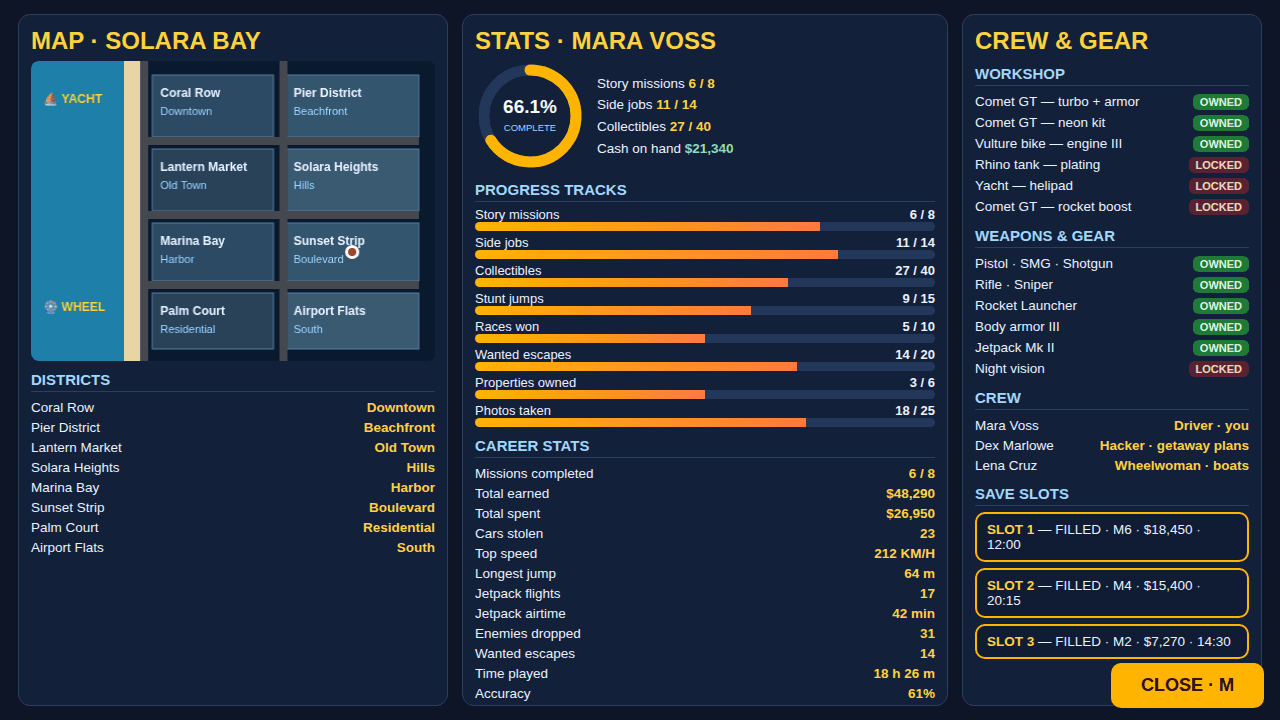 MAP · SOLARA BAY
⛵ YACHT
Coral Row
Downtown
Pier District
Beachfront
Lantern Market
Old Town
Solara Heights
Hills
Marina Bay
Harbor
Sunset Strip
Boulevard
🎡 WHEEL
Palm Court
Residential
Airport Flats
South
DISTRICTS
Coral Row Downtown
Pier District Beachfront
Lantern Market Old Town
Solara Heights Hills
Marina Bay Harbor
Sunset Strip Boulevard
Palm Court Residential
Airport Flats South
STATS · MARA VOSS
66.1%
COMPLETE
Story missions 6 / 8
Side jobs 11 / 14
Collectibles 27 / 40
Cash on hand $21,340
PROGRESS TRACKS
Story missions 6 / 8
Side jobs 11 / 14
Collectibles 27 / 40
Stunt jumps 9 / 15
Races won 5 / 10
Wanted escapes 14 / 20
Properties owned 3 / 6
Photos taken 18 / 25
CAREER STATS
Missions completed 6 / 8
Total earned $48,290
Total spent $26,950
Cars stolen 23
Top speed 212 KM/H
Longest jump 64 m
Jetpack flights 17
Jetpack airtime 42 min
Enemies dropped 31
Wanted escapes 14
Time played 18 h 26 m
Accuracy 61%
CREW & GEAR
WORKSHOP
Comet GT — turbo + armor OWNED
Comet GT — neon kit OWNED
Vulture bike — engine III OWNED
Rhino tank — plating LOCKED
Yacht — helipad LOCKED
Comet GT — rocket boost LOCKED
WEAPONS & GEAR
Pistol · SMG · Shotgun OWNED
Rifle · Sniper OWNED
Rocket Launcher OWNED
Body armor III OWNED
Jetpack Mk II OWNED
Night vision LOCKED
CREW
Mara Voss Driver · you
Dex Marlowe Hacker · getaway plans
Lena Cruz Wheelwoman · boats
SAVE SLOTS
SLOT 1 — FILLED · M6 · $18,450 ·
12:00
SLOT 2 — FILLED · M4 · $15,400 ·
20:15
SLOT 3 — FILLED · M2 · $7,270 · 14:30
CLOSE · M